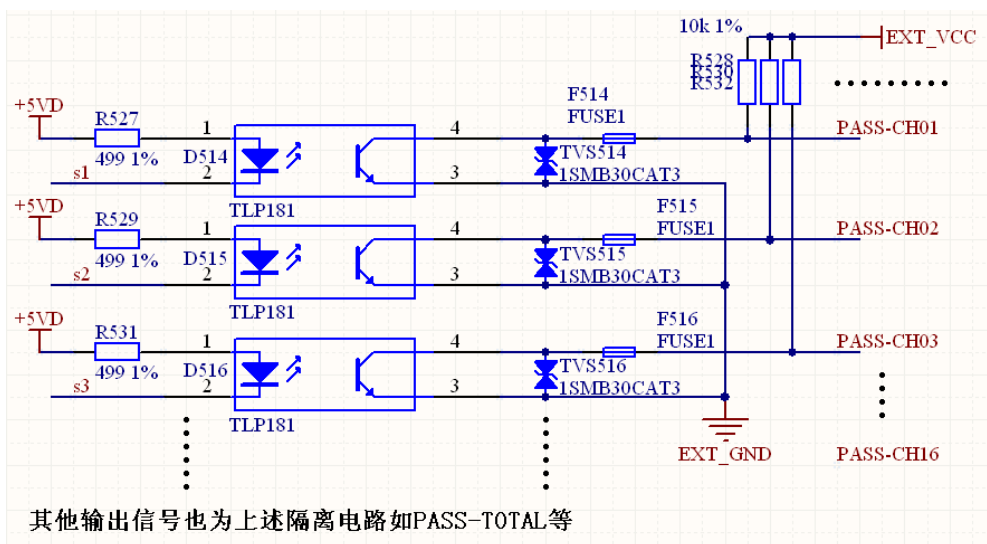 10k 1%
EXT_VCC
R528
R530
R532
F514
FUSE1
+5VD
R527
499 1%
1
4
PASS-CH01
D514
TVS514
s1
2
3
1SMB30CAT3
TLP181
+5VD
R529
499 1%
1
4
F515
FUSE1
PASS-CH02
D515
TVS515
s2
2
3
1SMB30CAT3
TLP181
+5VD
R531
499 1%
1
4
F516
FUSE1
PASS-CH03
D516
TVS516
s3
2
3
1SMB30CAT3
TLP181
EXT_GND
PASS-CH16
其他输出信号也为上述隔离电路如PASS-TOTAL等